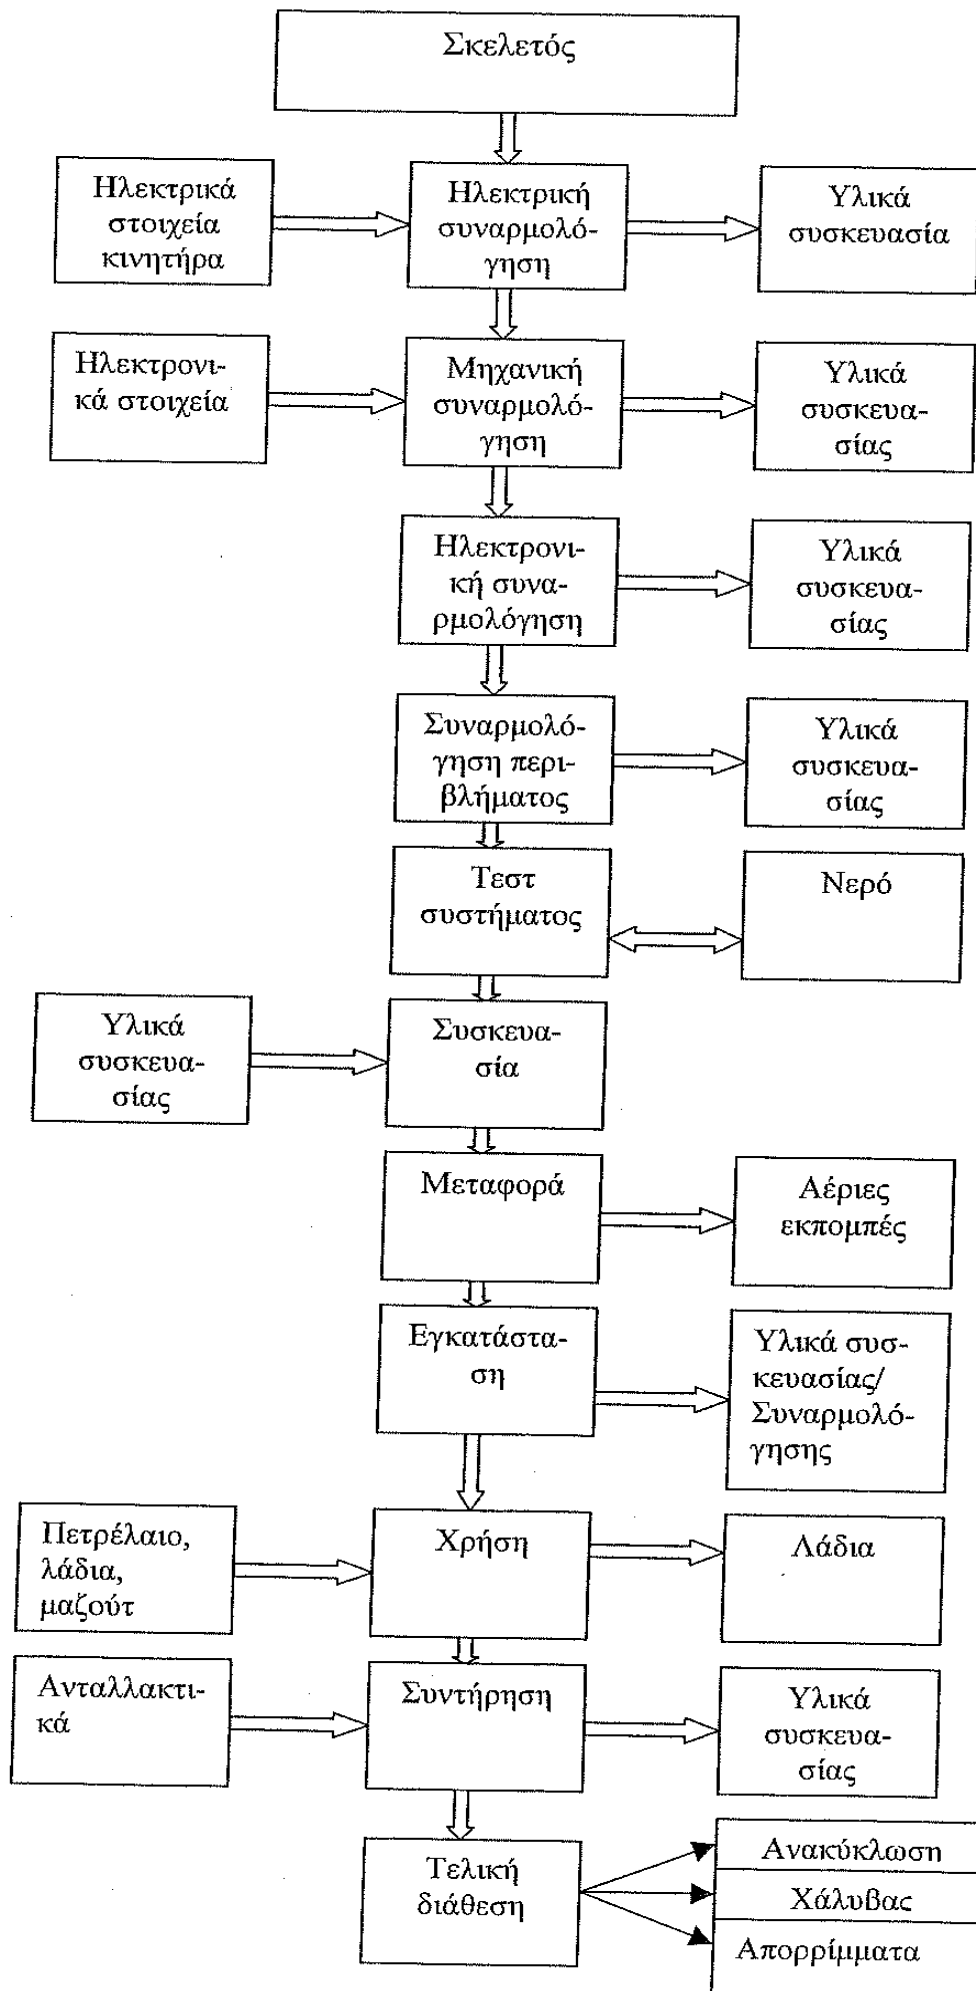 Σκελετός
Ηλεκτρικά
στοιχεία
κινητήρα
Ηλεκτρική
συναρμολό-
γηση
Υλικά
συσκευασία
Ηλεκτρονι-
κά στοιχεία
Μηχανική
συναρμολό-
γηση
Υλικά
συσκευα-
σίας
Ηλεκτρονι-
κή συνα-
ρμολόγηση
Υλικά
συσκευα-
σίας
Συναρμολό-
γηση περι-
βλήματος
Υλικά
συσκευα-
σίας
Τεστ
συστήματος
Νερό
Υλικά
συσκευα-
σίας
Συσκευα-
σία
Μεταφορά
Αέριες
εκπομπές
Εγκατάστα-
ση
Υλικά συσ-
κευασίας/
Συναρμολό-
γησης
Πετρέλαιο,
λάδια,
μαζούτ
Χρήση
Λάδια
Ανταλλακτι-
κά
Συντήρηση
Υλικά
συσκευα-
σίας
Τελική
διάθεση
Ανακύκλωση
Χάλυβας
Απορρίμματα